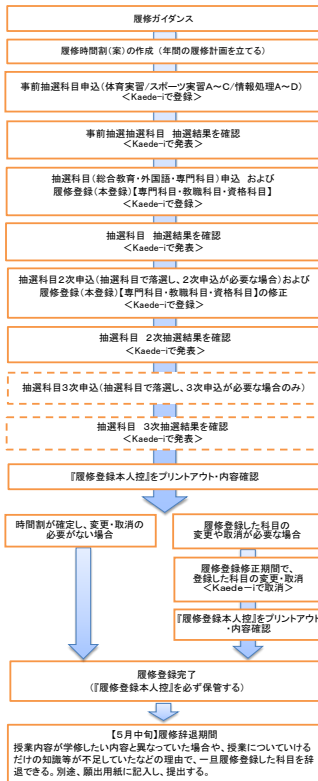 履修ガイダンス
履修時間割(案)の作成 (年間の履修計画を立てる)
事前抽選科目申込(体育実習/スポーツ実習A～C/情報処理A～D)
＜Kaede-iで登録＞
事前抽選抽選科目 抽選結果を確認
＜Kaede-iで発表＞
抽選科目(総合教育・外国語・専門科目)申込 および
履修登録(本登録)【専門科目・教職科目・資格科目】
＜Kaede-iで登録＞
抽選科目 抽選結果を確認
＜Kaede-iで発表＞
抽選科目2次申込(抽選科目で落選し、2次申込が必要な場合)および
履修登録(本登録)【専門科目・教職科目・資格科目】の修正
＜Kaede-iで登録＞
抽選科目 2次抽選結果を確認
＜Kaede-iで発表＞
抽選科目3次申込(抽選科目で落選し、3次申込が必要な場合のみ)
抽選科目 3次抽選結果を確認
＜Kaede-iで発表＞
『履修登録本人控』をプリントアウト・内容確認
時間割が確定し、変更・取消の
必要がない場合
履修登録した科目の
変更や取消が必要な場合
履修登録修正期間で、
登録した科目の変更・取消
＜Kaede－iで取消＞
『履修登録本人控』をプリントアウト
・内容確認
履修登録完了
(『履修登録本人控』を必ず保管する)
【5月中旬】履修辞退期間
授業内容が学修したい内容と異なっていた場合や、授業についていける
だけの知識等が不足していたなどの理由で、一旦履修登録した科目を辞
退できる。別途、願出用紙に記入し、提出する。